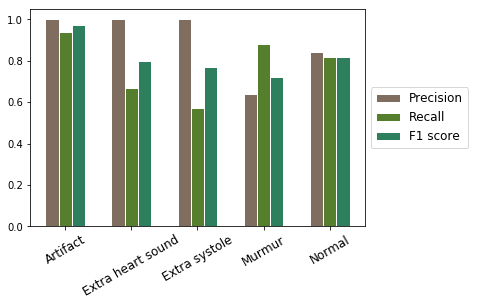 1.0
0.8
0.6
0.4
0.2
0.0
Artifact
Extra heart sound
Extra systole
Murmur
Normal
Precision
Recall
F1 score